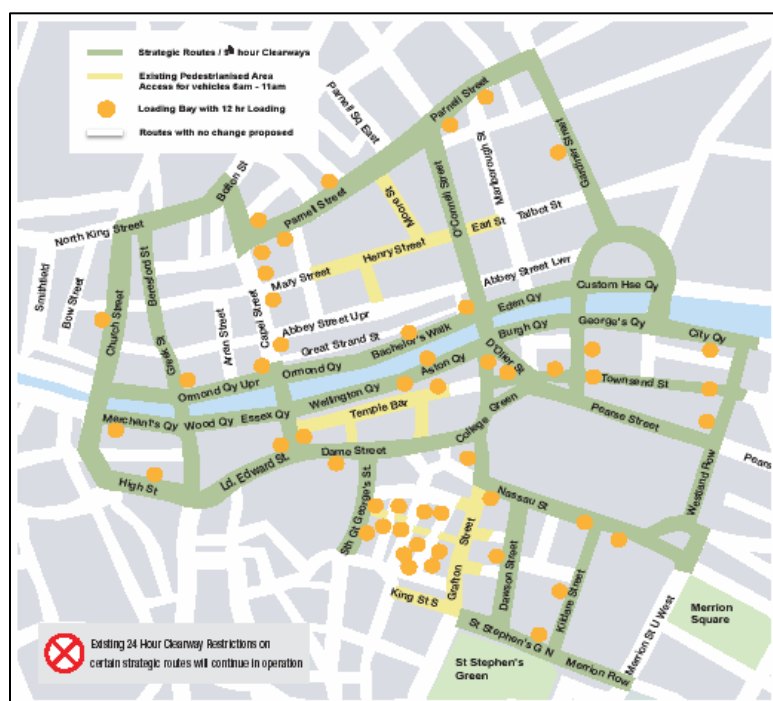 Strategic Routes / hour Clearways
Existing Pedestrianised Area
Access for vehicles 6am - 11am
Loading Bay with 12 hr Loading
Routes with no change proposed
Parnell Sq East
Parnell Street
Marlborough St
Gardiner Street
Bolton St
Parnell Street
Moore St
O'Connell Street
Earl St
Talbot St
North King Street
Henry Street
Beresford St
Mary Street
Abbey Street Lwr
Smithfield
Bow Street
Church Street
Greek St
Arran Street
Capel Street
Abbey Street Upr
Great Strand St
Bachelor's Walk
Eden Qy
Custom Hse Qy
Burgh Qy
George's Qy
City Qy
Ormond Qy Upr
Ormond Qy
Aston Qy
D'Olier St
Townsend St
Merchant's Qy
Wood Qy
Essex Qy
Wellington Qy
Temple Bar
College Green
Pearse Street
Pears
High St
Ld. Edward St.
Dame Street
Sth Gt George's St.
Nassau St
Westland Row
Grafton Street
Dawson Street
Kildare Street
King St S
St Stephen's G N
Merrion Row
Merrion St U West
Merrion
Square
St Stephen's
Green
Existing 24 Hour Clearway Restrictions on
certain strategic routes will continue in operation